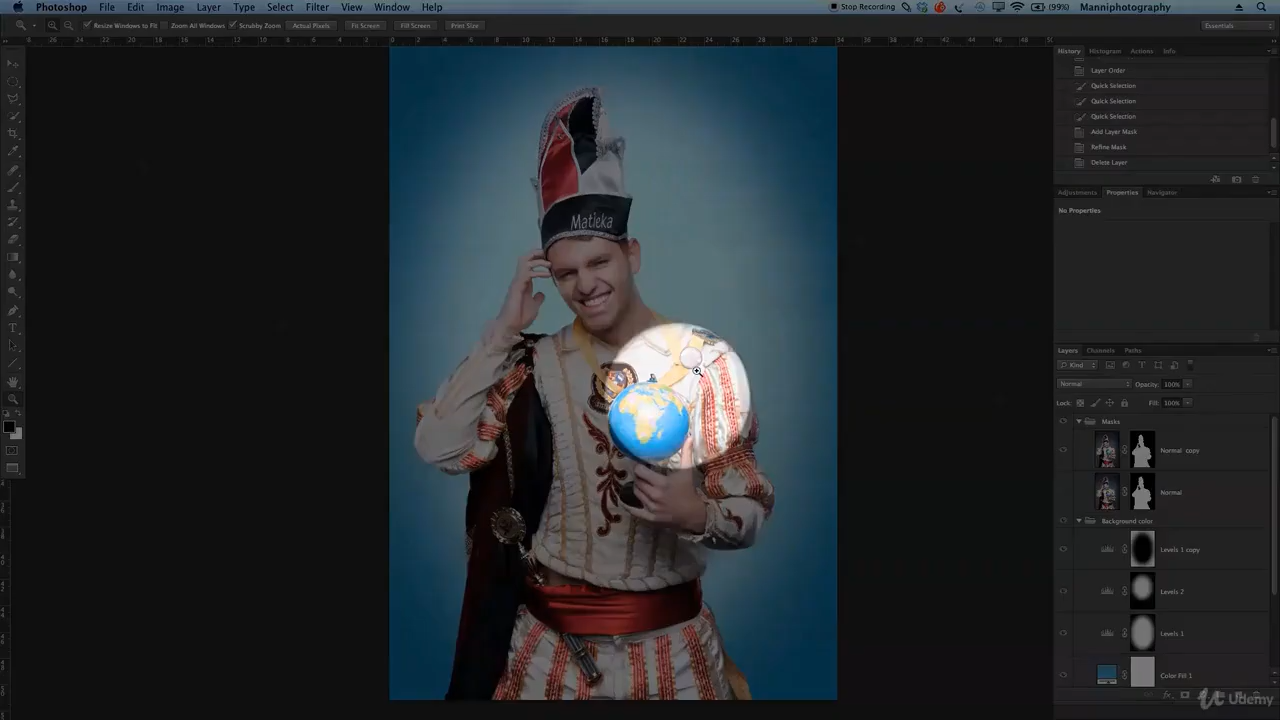 Photoshop File Edit Image Layer Type Select Filter View Window Help Stop Recording (99%) Manniphotography
Resize Windows to Fit Zoom All Windows Scrubby Zoom Actual Pixels Fit Screen Fill Screen Print Size Essentials
History Histogram Actions Info
Layer Order
Quick Selection
Quick Selection
Quick Selection
Add Layer Mask
Refine Mask
Delete Layer
Adjustments Properties Navigator
No Properties
Matieka
Layers Channels Paths
Kind
Normal Opacity: 100%
Lock: Fill: 100%
Masks
Normal copy
Normal
Background color
Levels 1 copy
Levels 2
Levels 1
Color Fill 1
Udemy